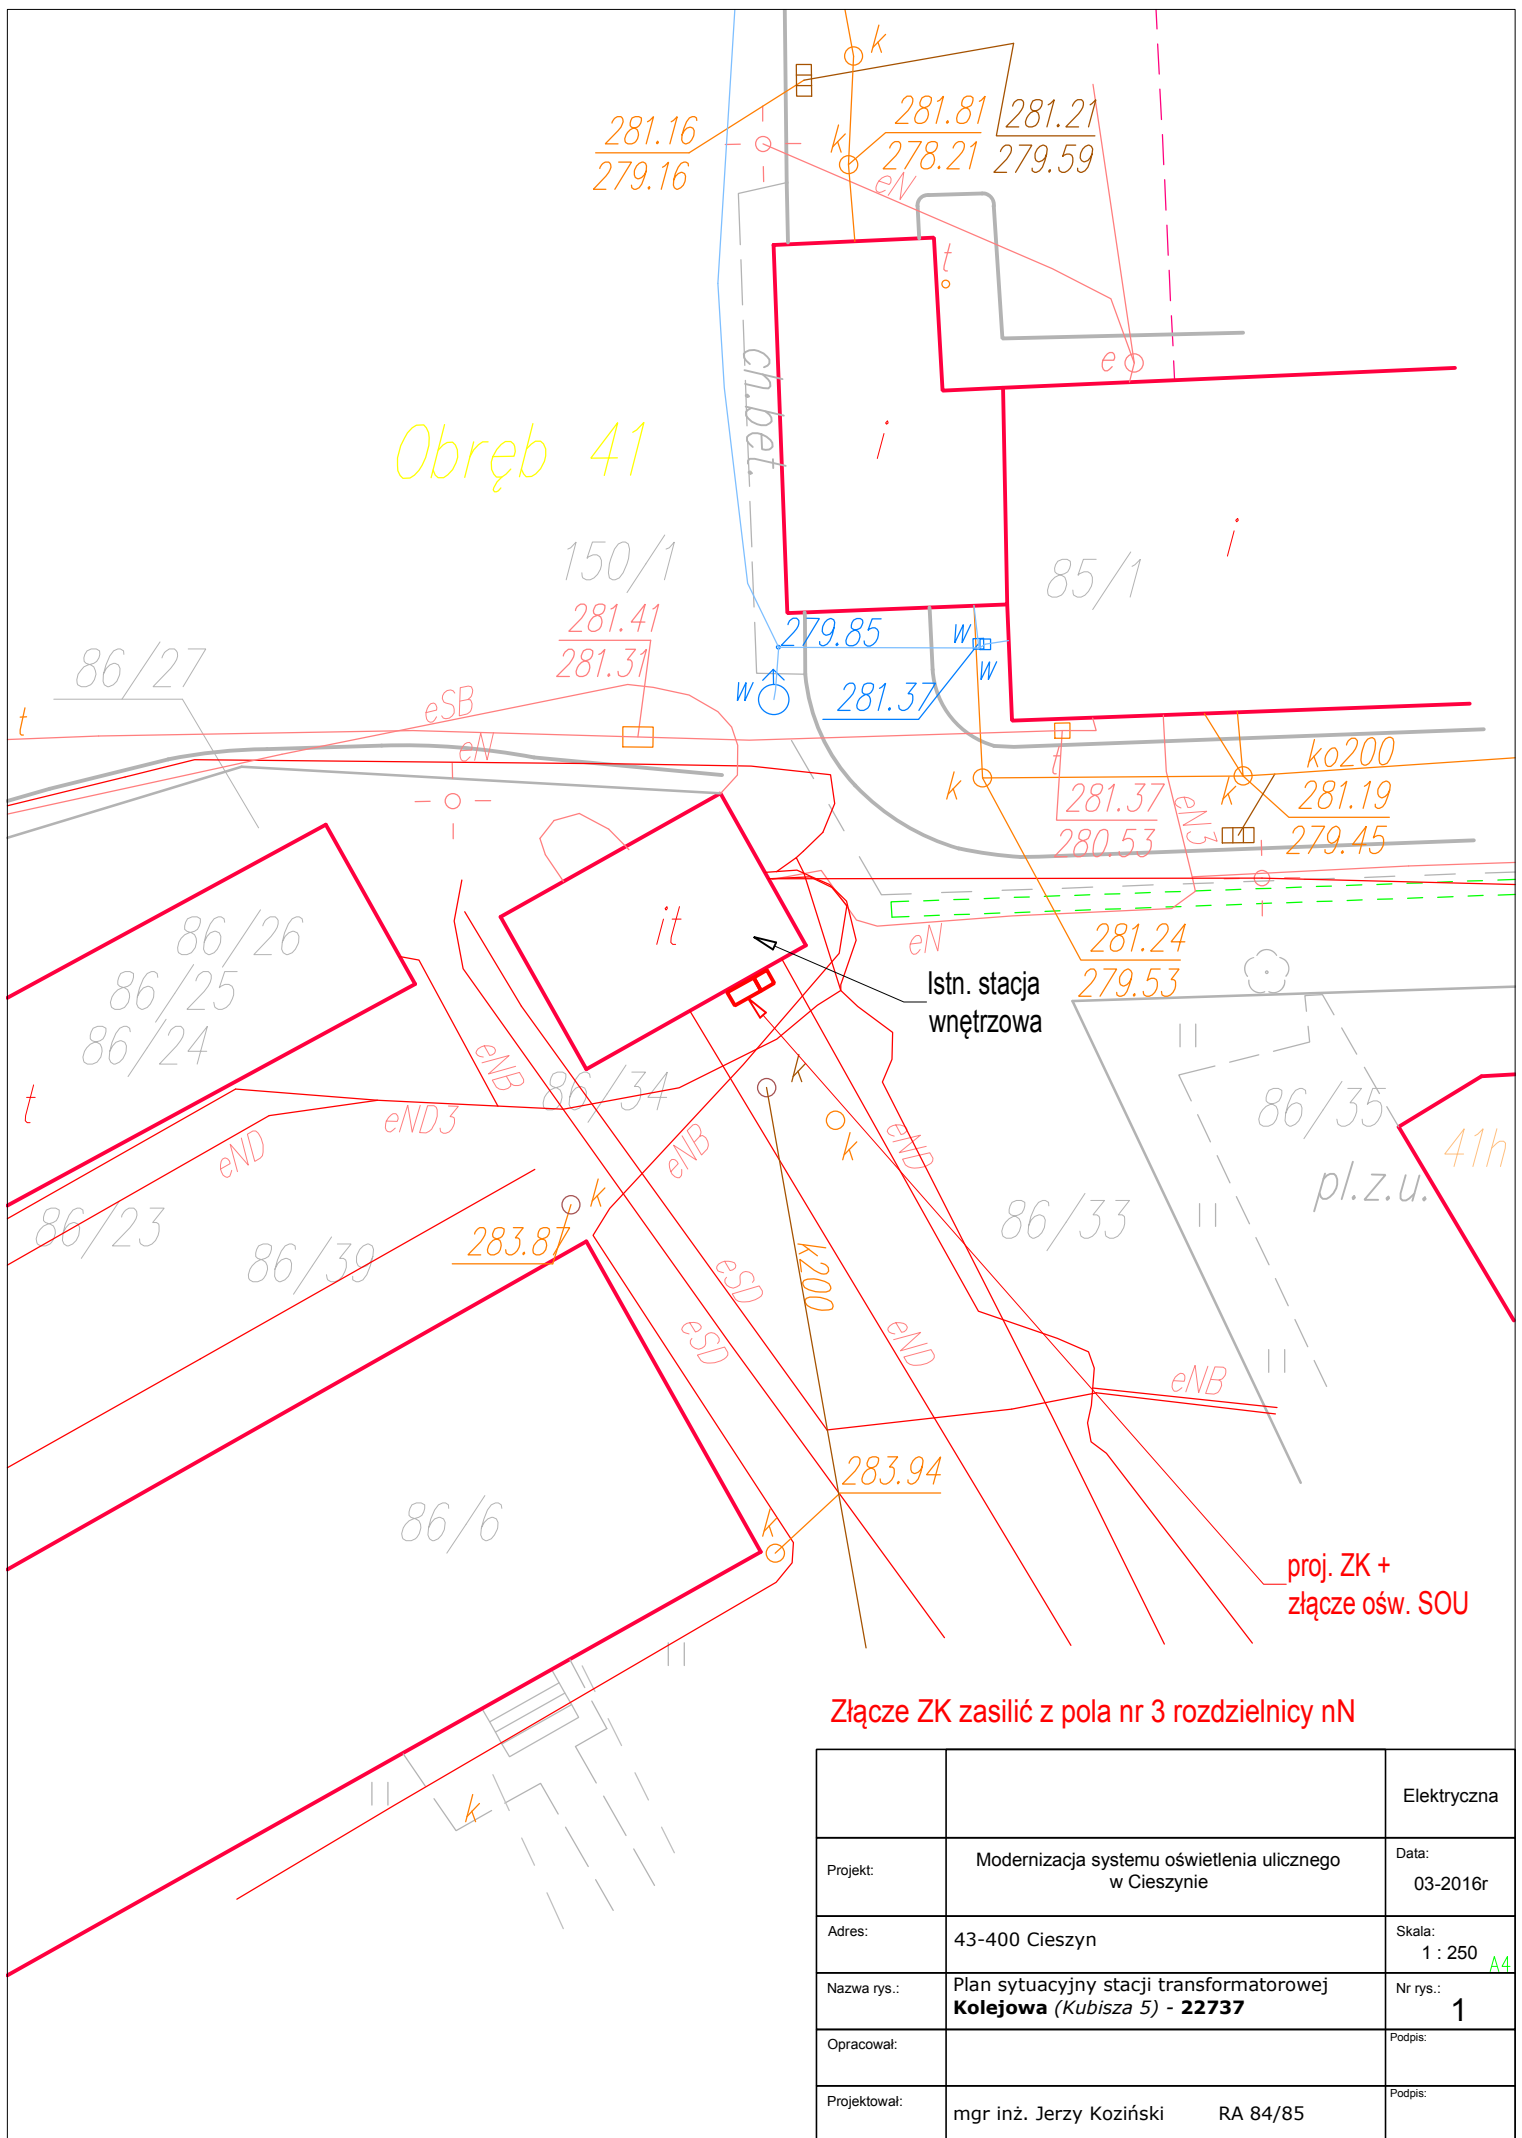 k
281.16
279.16
281.81
278.21
281.21
279.59
k
eN
t
ch.bet.
i
i
Obręb 41
150/1
85/1
281.41
281.31
279.85
w
w
w
281.37
86/27
eSB
t
eN
ko200
k
t
k
281.37
280.53
eN3
281.19
279.45
e
it
86/26
86/25
86/24
eN
281.24
279.53
Istn. stacja
wnętrzowa
t
eNB
86/34
k
k
86/35
41h
eND3
eND
eNB
eND
pl.z.u.
86/23
k
283.87
86/39
86/33
k200
eSD
eSD
eND
eNB
283.94
86/6
k
proj. ZK +
złącze ośw. SOU
k
Złącze ZK zasilić z pola nr 3 rozdzielnicy nN
Elektryczna
Projekt:
Modernizacja systemu oświetlenia ulicznego
w Cieszynie
Data:
03-2016r
Adres:
43-400 Cieszyn
Skala:
1 : 250
A4
Nazwa rys.:
Plan sytuacyjny stacji transformatorowej
Kolejowa (Kubisza 5) - 22737
Nr rys.:
1
Opracował:
Podpis:
Projektował:
mgr inż. Jerzy Koziński RA 84/85
Podpis: